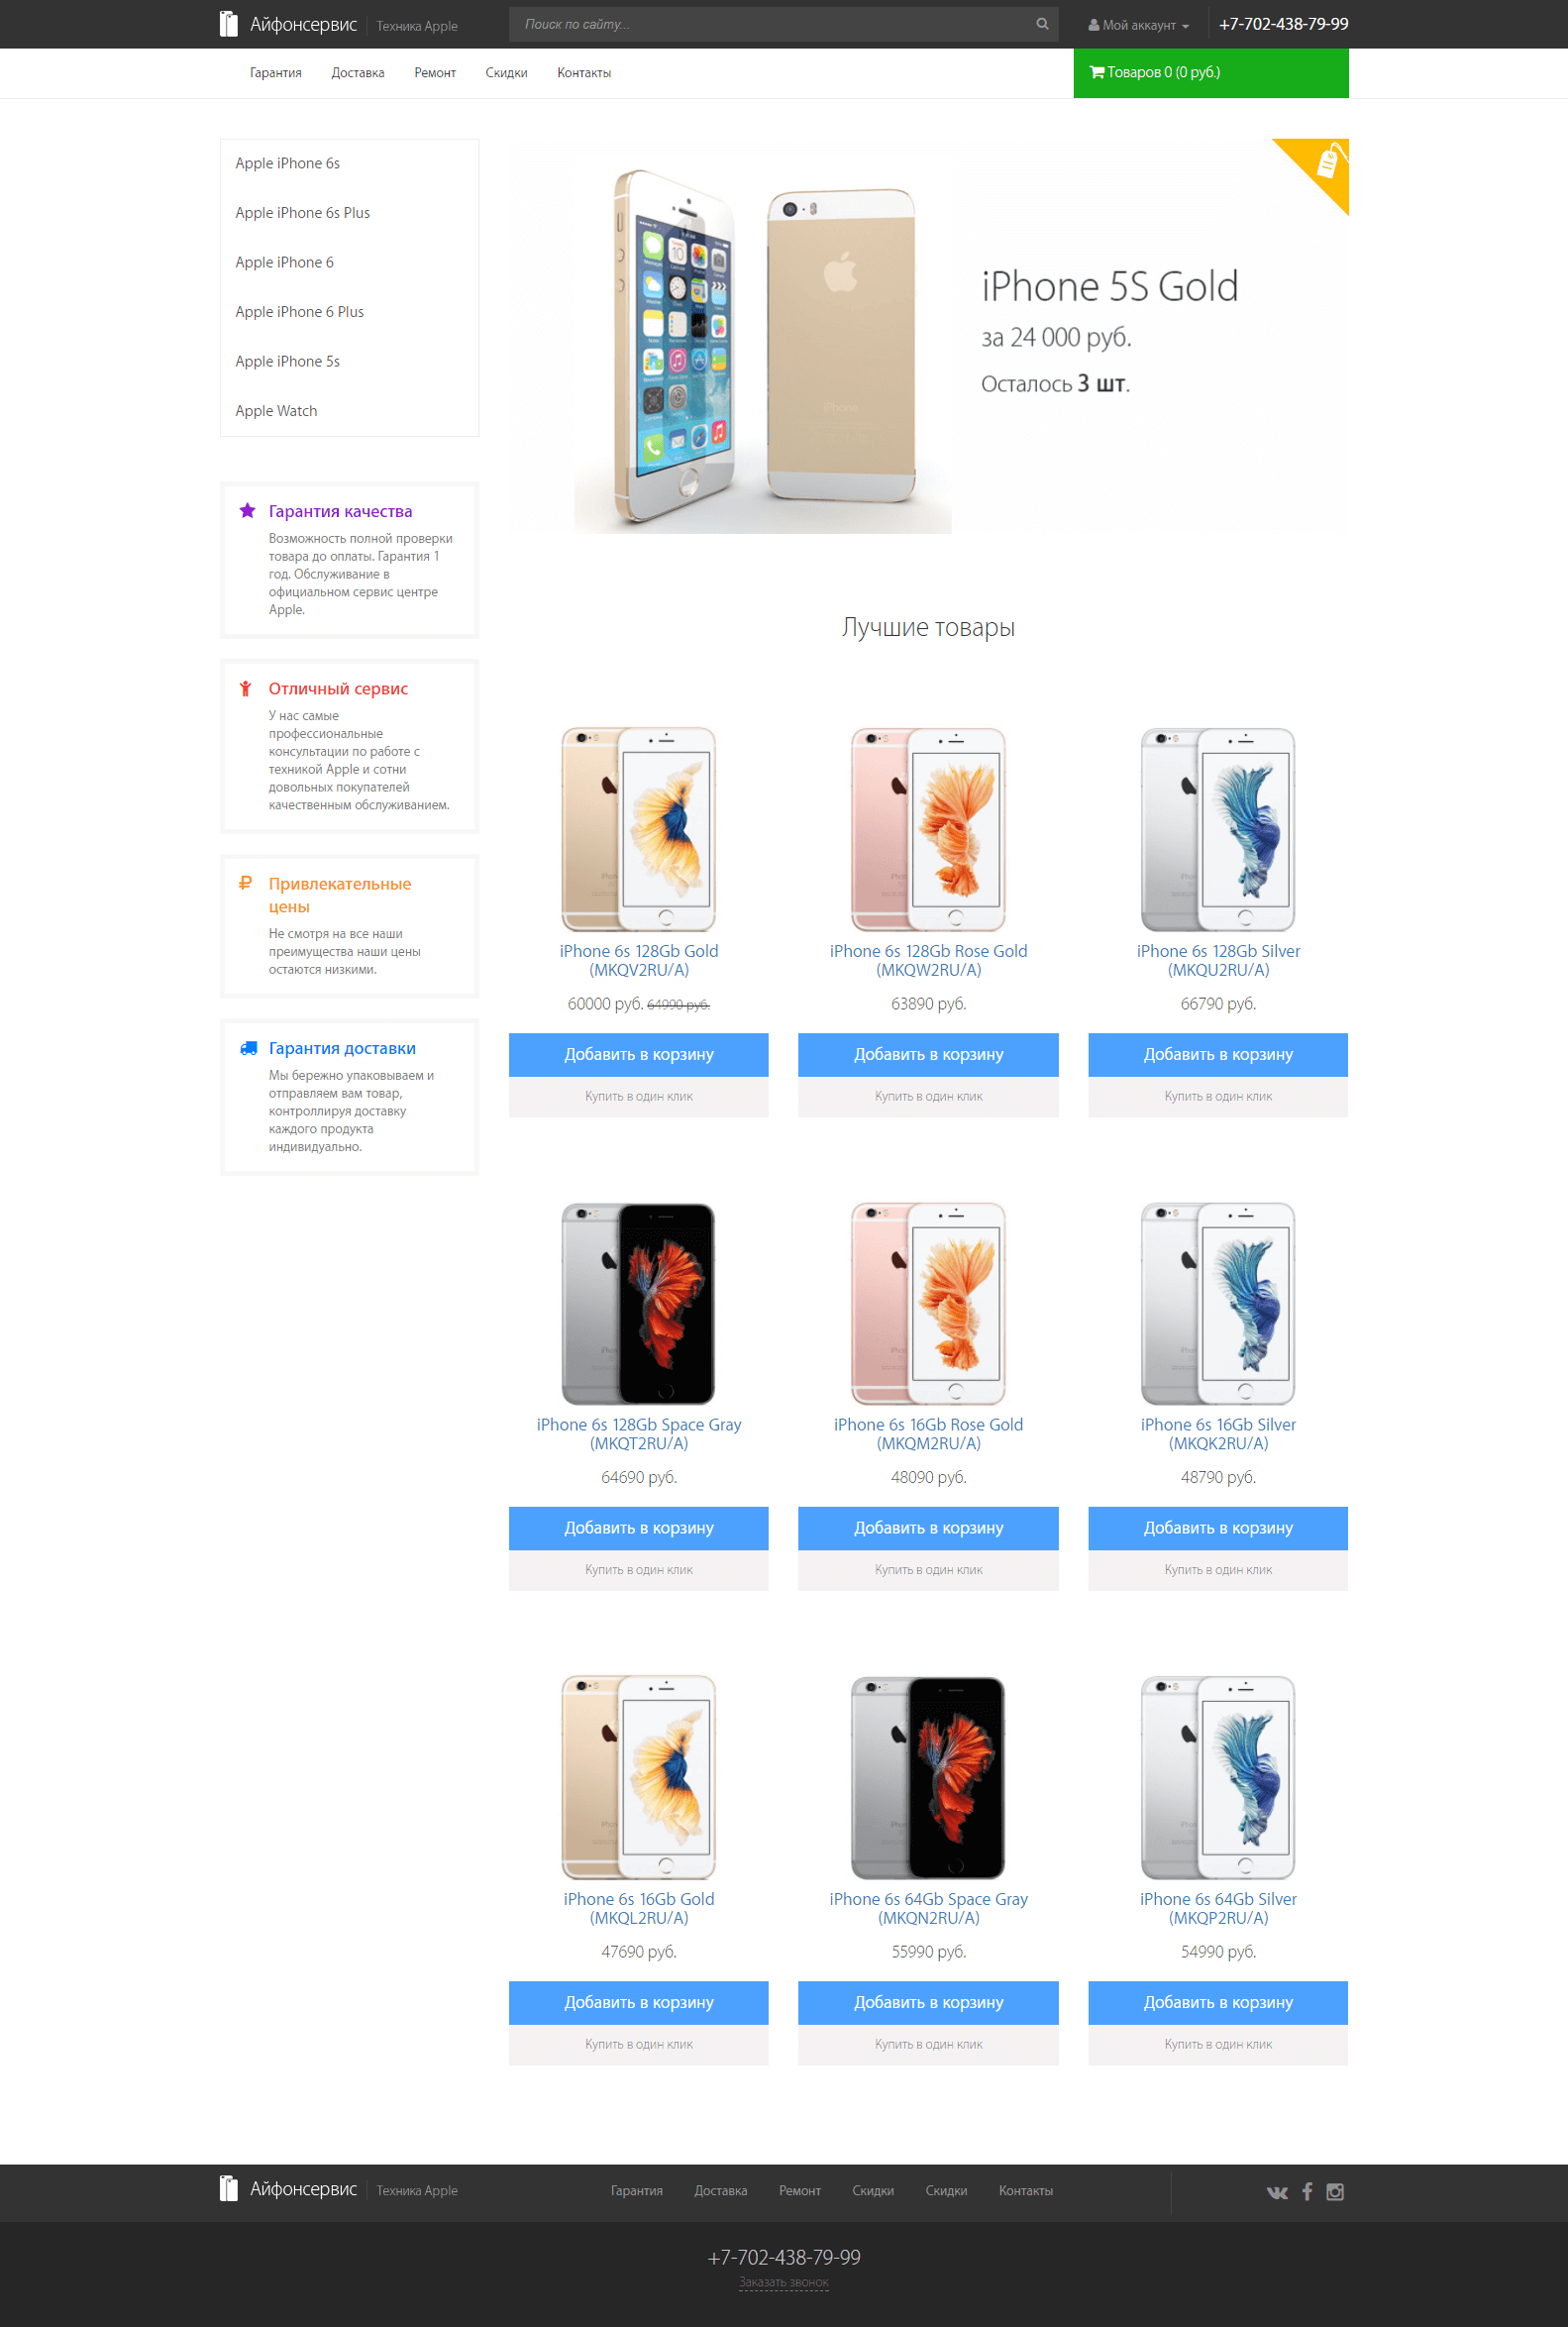 Айфонсервис Техника Apple Поиск по сайту... Мой аккаунт +7-702-438-79-99
Гарантия Доставка Ремонт Скидки Контакты Товаров 0 (0 руб.)
Apple iPhone 6s
Apple iPhone 6s Plus
Apple iPhone 6
Apple iPhone 6 Plus
Apple iPhone 5s
Apple Watch
iPhone 5S Gold
за 24 000 руб.
Осталось 3 шт.
Гарантия качества
Возможность полной проверки
товара до оплаты. Гарантия 1
год. Обслуживание в
официальном сервис центре
Apple.
Отличный сервис
У нас самые
профессиональные
консультации по работе с
техникой Apple и сотни
довольных покупателей
качественным обслуживанием.
Привлекательные
цены
Не смотря на все наши
преимущества наши цены
остаются низкими.
Гарантия доставки
Мы бережно упаковываем и
отправляем вам товар,
контроллируя доставку
каждого продукта
индивидуально.
Лучшие товары
iPhone 6s 128Gb Gold
(MKQV2RU/A)
60000 руб. 64990 руб.
Добавить в корзину
Купить в один клик
iPhone 6s 128Gb Rose Gold
(MKQW2RU/A)
63890 руб.
Добавить в корзину
Купить в один клик
iPhone 6s 128Gb Silver
(MKQU2RU/A)
66790 руб.
Добавить в корзину
Купить в один клик
iPhone 6s 128Gb Space Gray
(MKQT2RU/A)
64690 руб.
Добавить в корзину
Купить в один клик
iPhone 6s 16Gb Rose Gold
(MKQM2RU/A)
48090 руб.
Добавить в корзину
Купить в один клик
iPhone 6s 16Gb Silver
(MKQK2RU/A)
48790 руб.
Добавить в корзину
Купить в один клик
iPhone 6s 16Gb Gold
(MKQL2RU/A)
47690 руб.
Добавить в корзину
Купить в один клик
iPhone 6s 64Gb Space Gray
(MKQN2RU/A)
55990 руб.
Добавить в корзину
Купить в один клик
iPhone 6s 64Gb Silver
(MKQP2RU/A)
54990 руб.
Добавить в корзину
Купить в один клик
Айфонсервис Техника Apple Гарантия Доставка Ремонт Скидки Скидки Контакты
+7-702-438-79-99
Заказать звонок